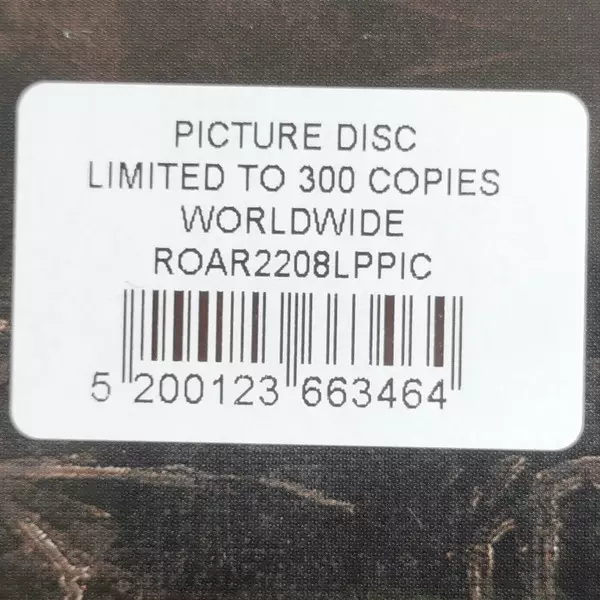 PICTURE DISC
LIMITED TO 300 COPIES
WORLDWIDE
ROAR2208LPPIC
5 200123 663464